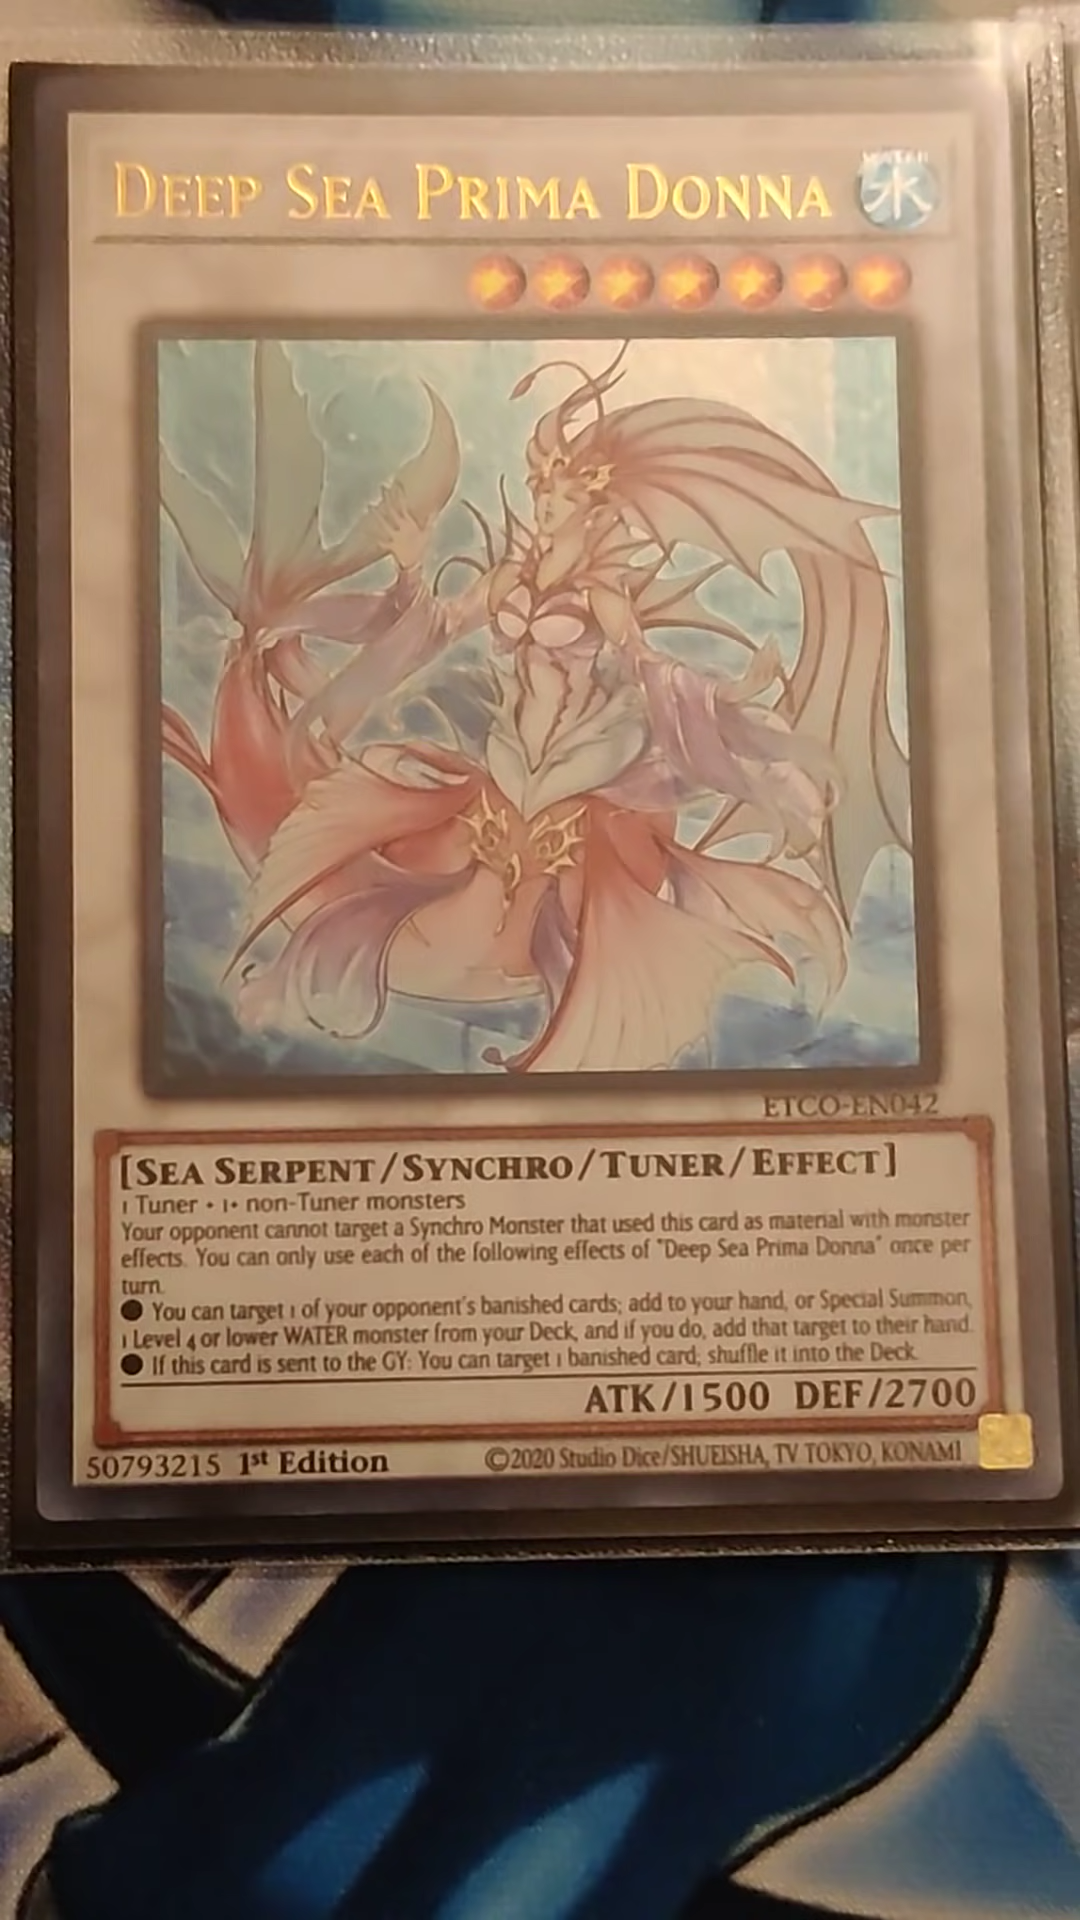 DEEP SEA PRIMA DONNA
WATER
水
ETCO-EN042
[SEA SERPENT/SYNCHRO/TUNER/EFFECT]
1 Tuner + 1+ non-Tuner monsters
Your opponent cannot target a Synchro Monster that used this card as material with monster
effects. You can only use each of the following effects of "Deep Sea Prima Donna" once per
turn.
● You can target 1 of your opponent's banished cards; add to your hand, or Special Summon,
1 Level 4 or lower WATER monster from your Deck, and if you do, add that target to their hand.
● If this card is sent to the GY: You can target 1 banished card; shuffle it into the Deck.
ATK/1500 DEF/2700
50793215 1st Edition ©2020 Studio Dice/SHUEISHA, TV TOKYO, KONAMI